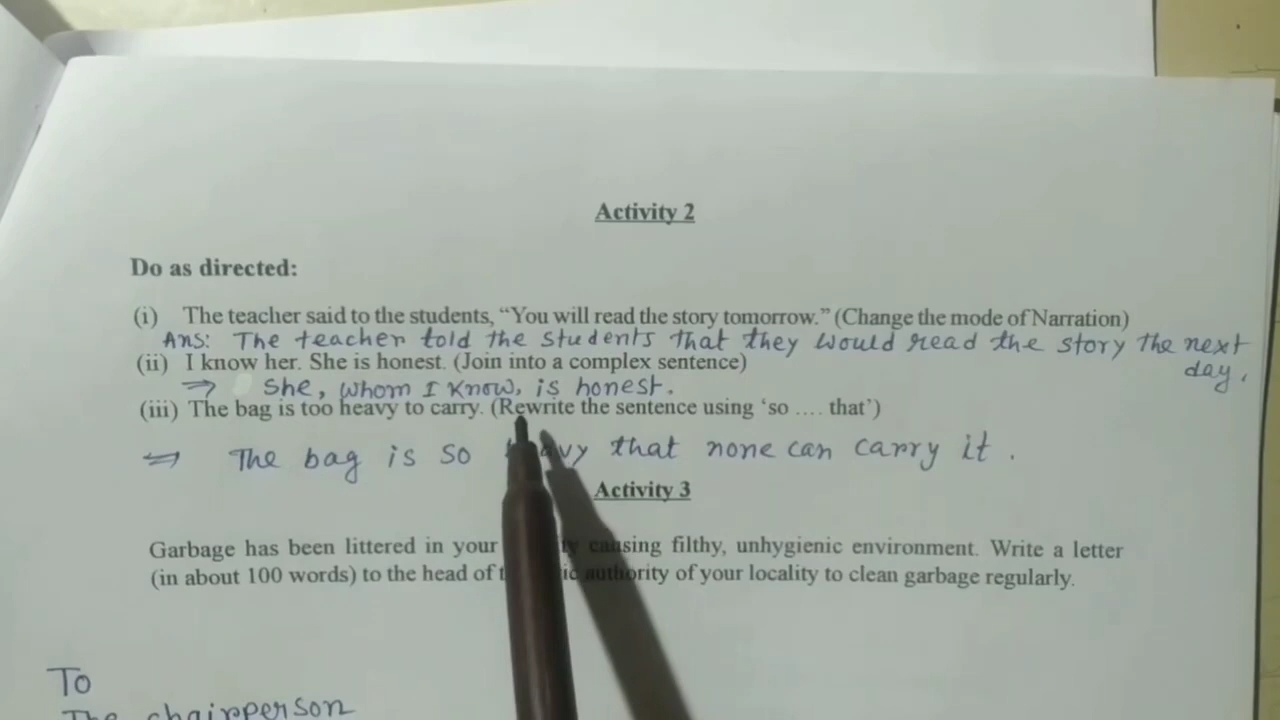 Activity 2
Do as directed:
(i) The teacher said to the students, “You will read the story tomorrow.” (Change the mode of Narration)
Ans: The teacher told the students that they would read the story the next
day.
(ii) I know her. She is honest. (Join into a complex sentence)
⇒ She, whom I know, is honest.
(iii) The bag is too heavy to carry. (Rewrite the sentence using ‘so .... that’)
⇒ The bag is so heavy that none can carry it.
Activity 3
Garbage has been littered in your causing filthy, unhygienic environment. Write a letter
(in about 100 words) to the head of authority of your locality to clean garbage regularly.
To
The chairperson